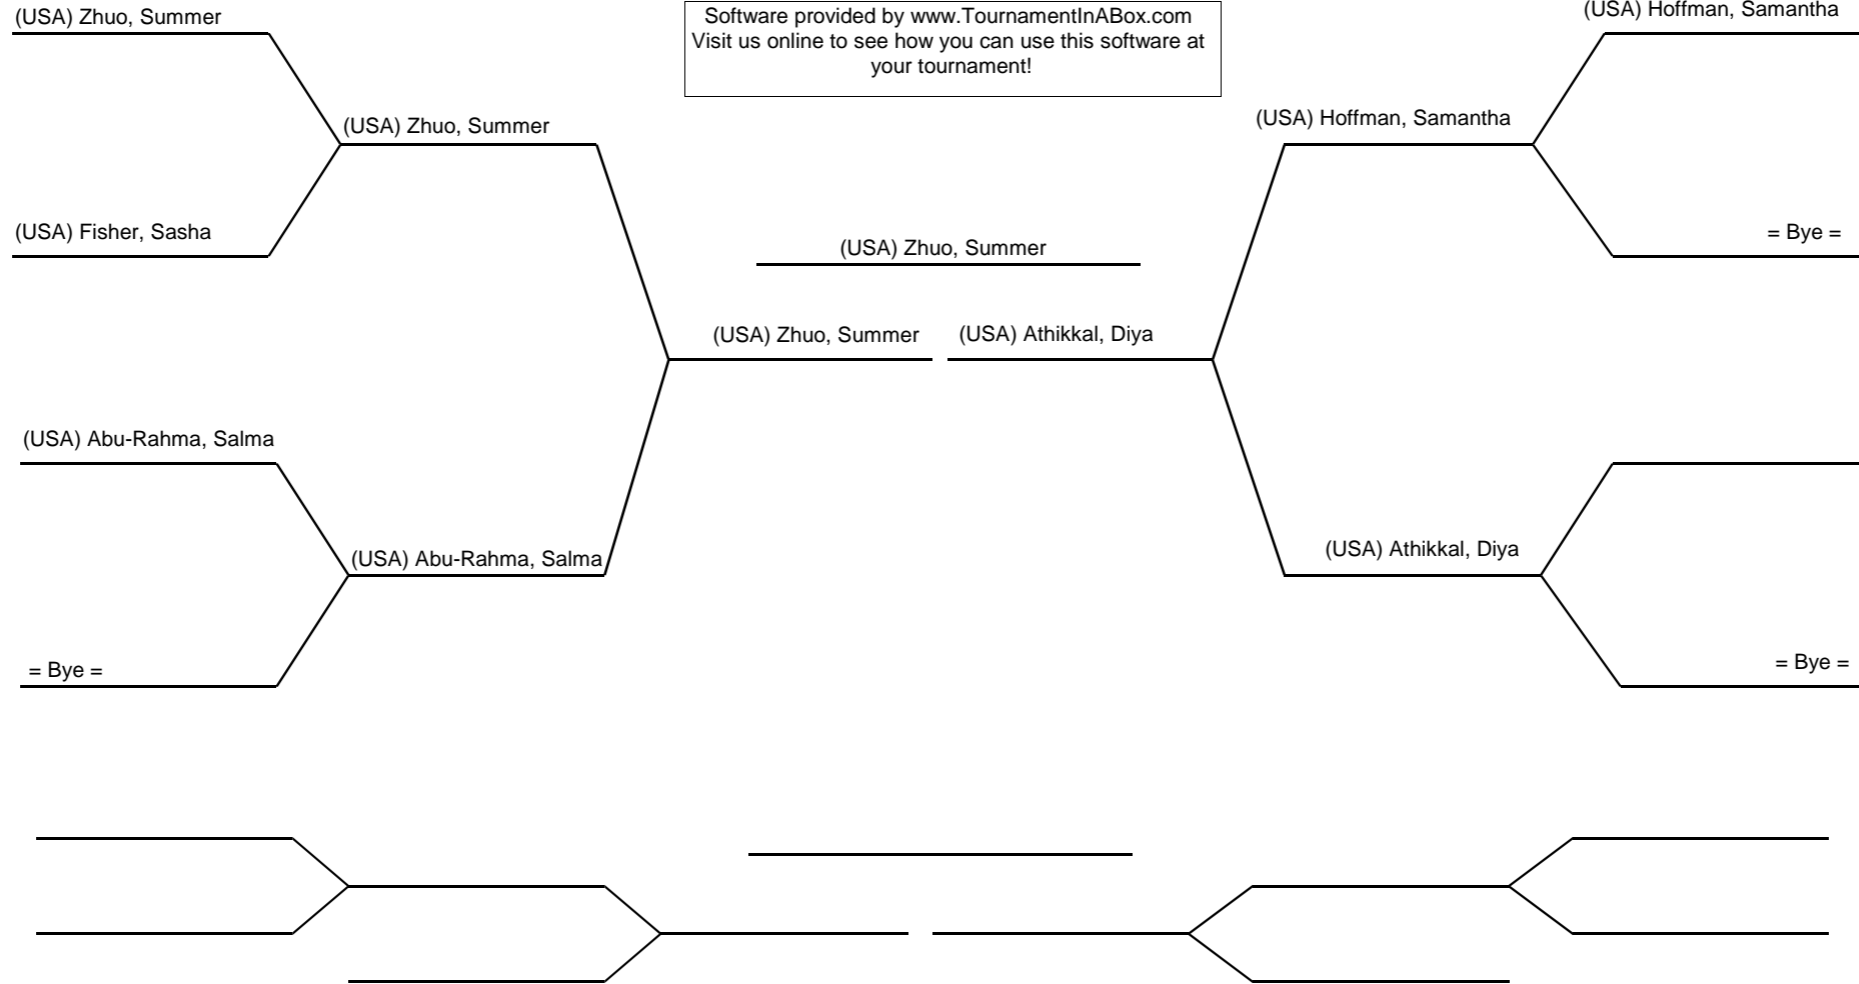 (USA) Zhuo, Summer
Software provided by www.TournamentInABox.com
Visit us online to see how you can use this software at
your tournament!
(USA) Hoffman, Samantha
(USA) Zhuo, Summer
(USA) Hoffman, Samantha
(USA) Fisher, Sasha
(USA) Zhuo, Summer
= Bye =
(USA) Zhuo, Summer
(USA) Athikkal, Diya
(USA) Abu-Rahma, Salma
(USA) Abu-Rahma, Salma
(USA) Athikkal, Diya
= Bye =
= Bye =